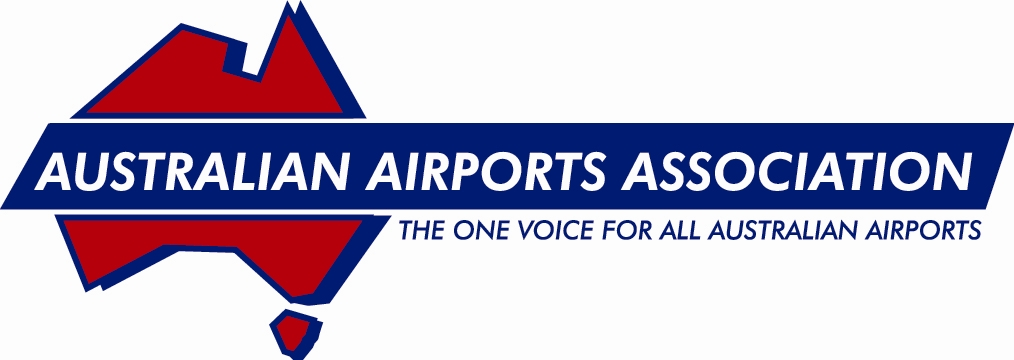 AUSTRALIAN AIRPORTS ASSOCIATION
THE ONE VOICE FOR ALL AUSTRALIAN AIRPORTS